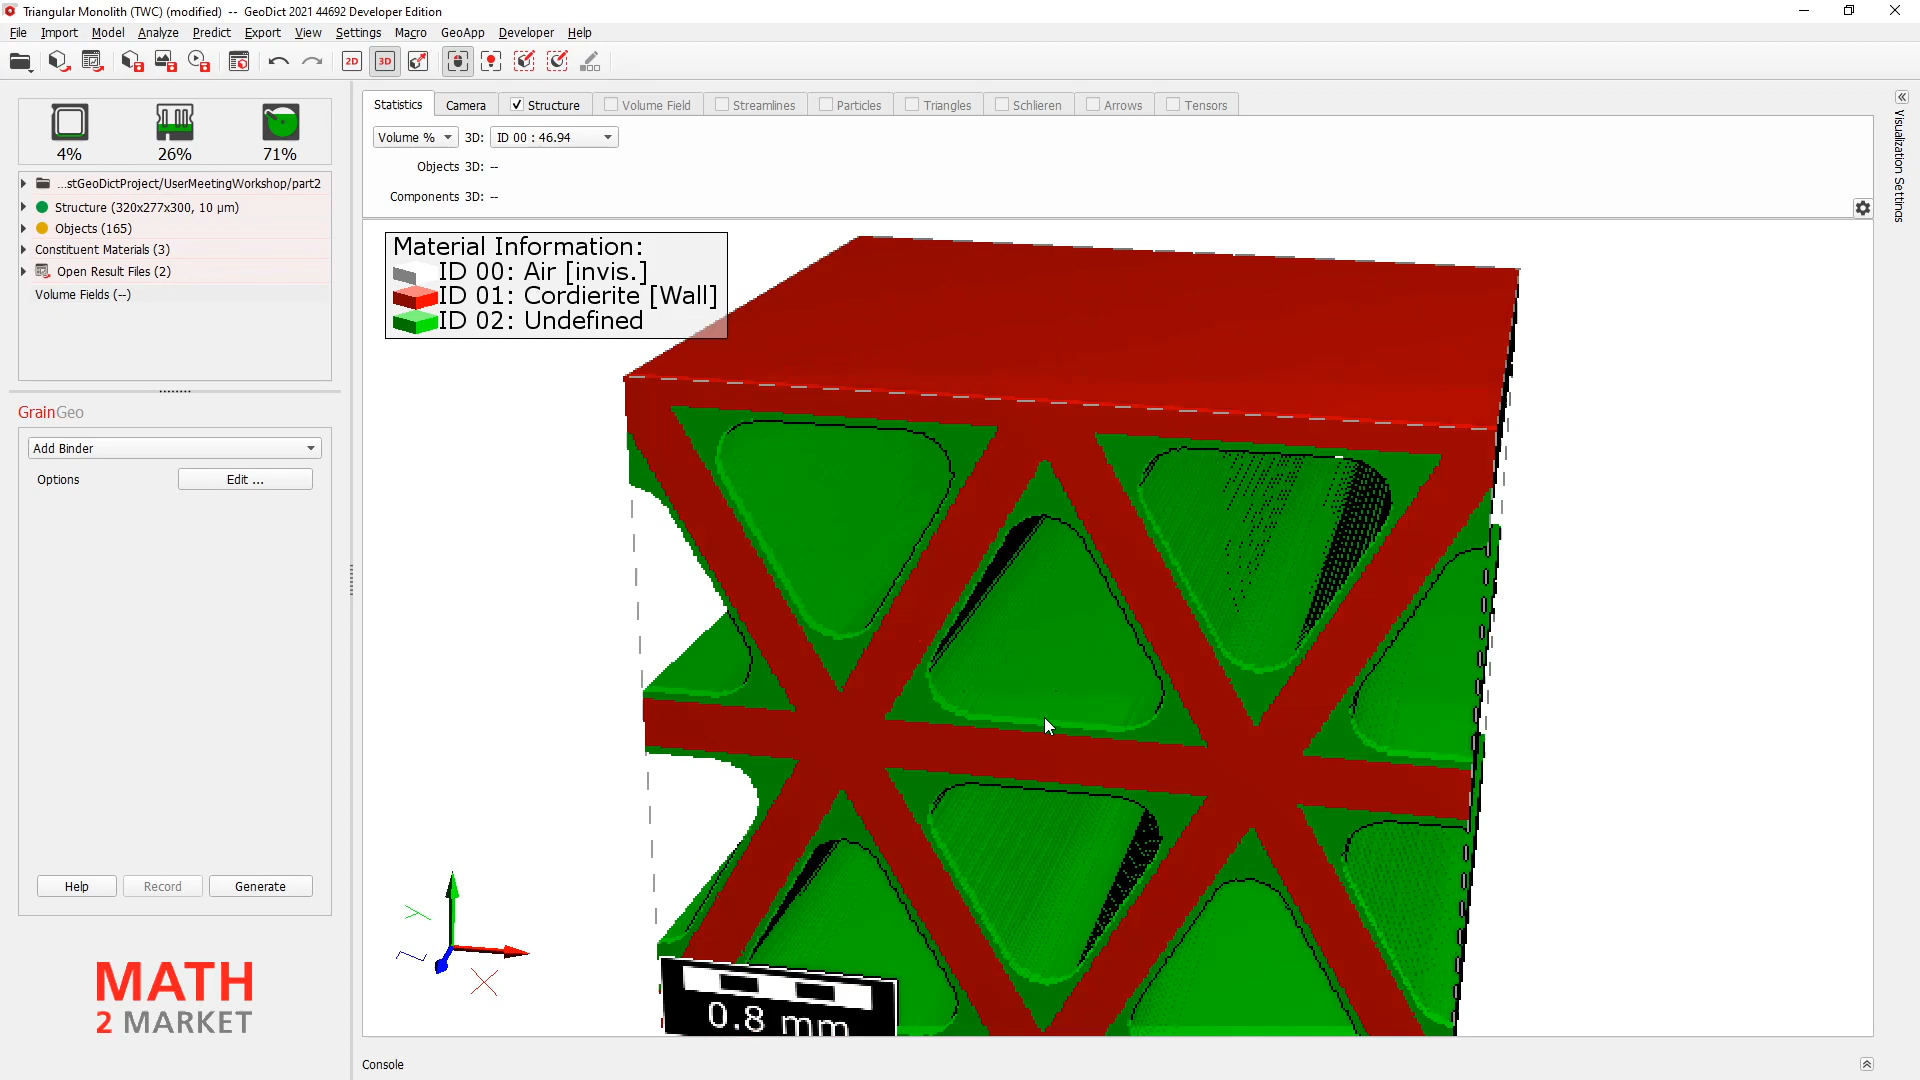 Triangular Monolith (TWC) (modified) -- GeoDict 2021 44692 Developer Edition
File Import Model Analyze Predict Export View Settings Macro GeoApp Developer Help
2D 3D
4% 26% 71%
...stGeoDictProject/UserMeetingWorkshop/part2
Structure (320x277x300, 10 µm)
Objects (165)
Constituent Materials (3)
Open Result Files (2)
Volume Fields (--)
GrainGeo
Add Binder
Options Edit ...
Help Record Generate
MATH
2 MARKET
Statistics Camera Structure Volume Field Streamlines Particles Triangles Schlieren Arrows Tensors
Volume % 3D: ID 00 : 46.94
Objects 3D: --
Components 3D: --
Visualization Settings
Material Information:
ID 00: Air [invis.]
ID 01: Cordierite [Wall]
ID 02: Undefined
Y
Z
X
0.8 mm
Console